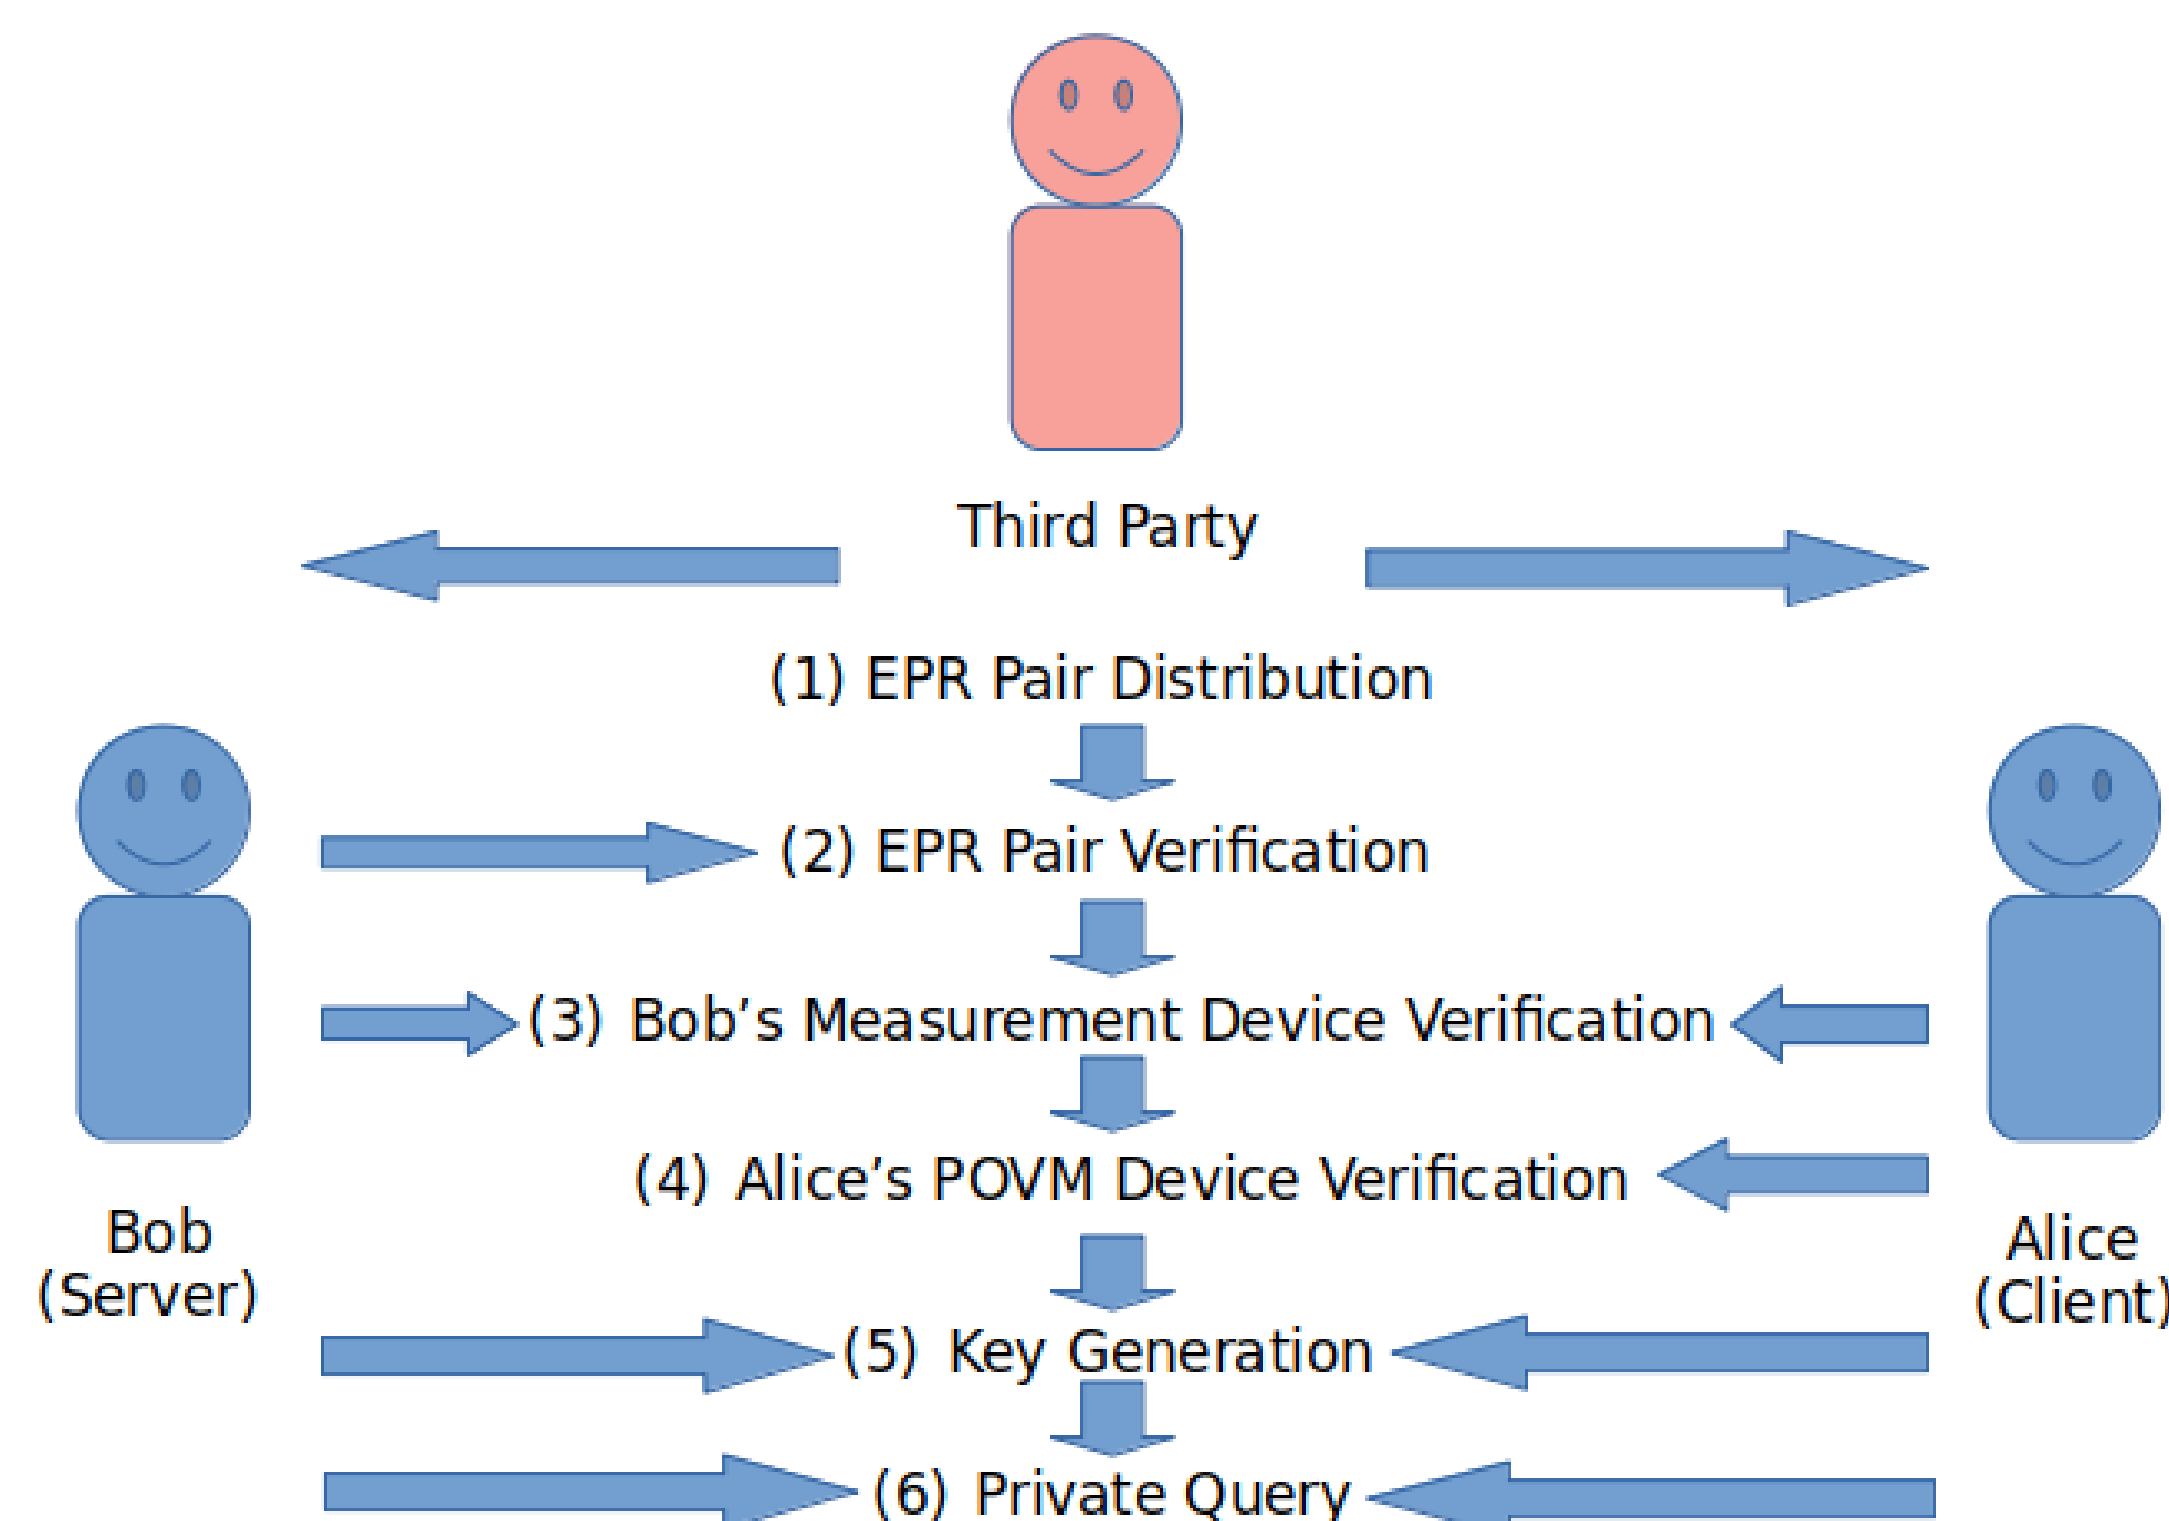 Third Party
(1) EPR Pair Distribution
(2) EPR Pair Verification
(3) Bob's Measurement Device Verification
(4) Alice's POVM Device Verification
Bob
(Server)
Alice
(Client)
(5) Key Generation
(6) Private Query